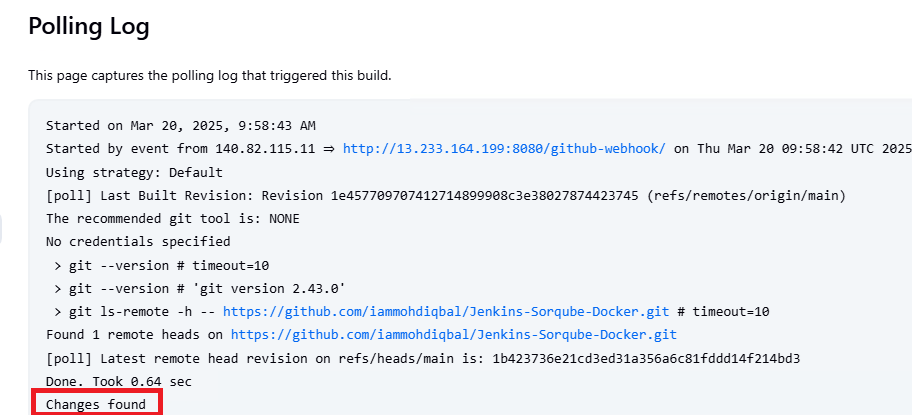 Polling Log
This page captures the polling log that triggered this build.
Started on Mar 20, 2025, 9:58:43 AM
Started by event from 140.82.115.11 ⇒ http://13.233.164.199:8080/github-webhook/ on Thu Mar 20 09:58:42 UTC 2025
Using strategy: Default
[poll] Last Built Revision: Revision 1e457709707412714899908c3e38027874423745 (refs/remotes/origin/main)
The recommended git tool is: NONE
No credentials specified
> git --version # timeout=10
> git --version # 'git version 2.43.0'
> git ls-remote -h -- https://github.com/iammohdiqbal/Jenkins-Sorqube-Docker.git # timeout=10
Found 1 remote heads on https://github.com/iammohdiqbal/Jenkins-Sorqube-Docker.git
[poll] Latest remote head revision on refs/heads/main is: 1b423736e21cd3ed31a356a6c81fddd14f214bd3
Done. Took 0.64 sec
Changes found